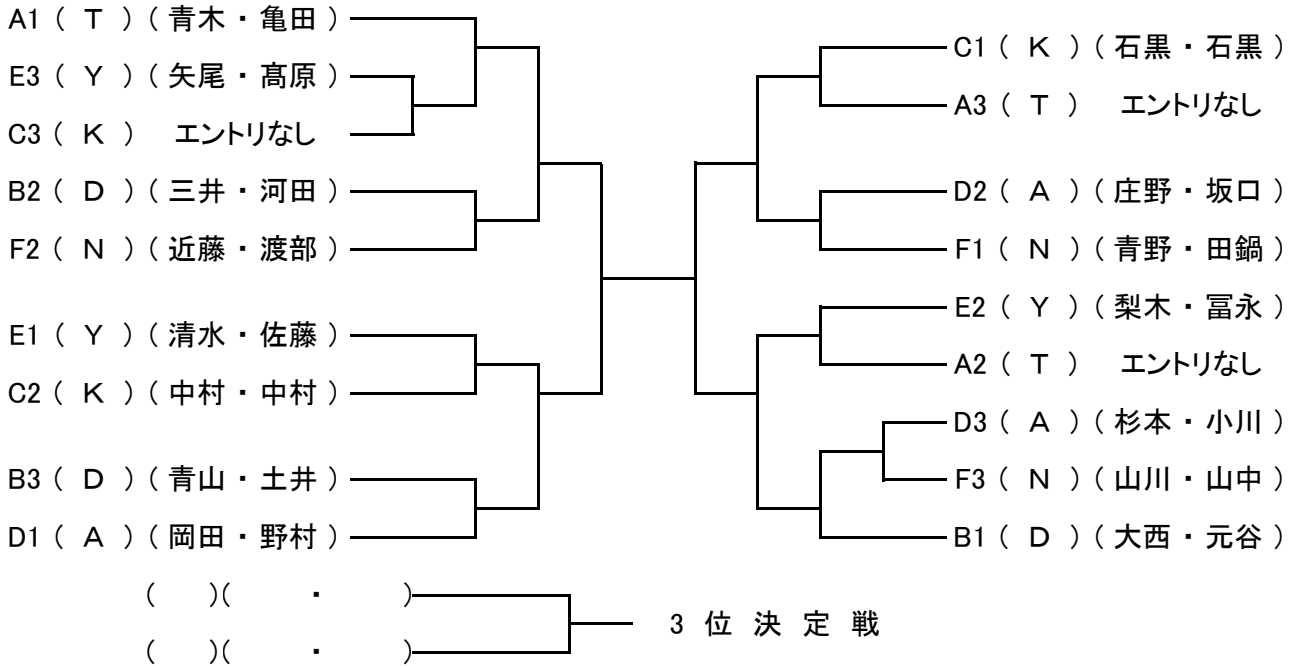 A1 ( T ) ( 青木 ・ 亀田 )
E3 ( Y ) ( 矢尾 ・ 髙原 )
C3 ( K ) エントリなし
B2 ( D ) ( 三井 ・ 河田 )
F2 ( N ) ( 近藤 ・ 渡部 )
E1 ( Y ) ( 清水 ・ 佐藤 )
C2 ( K ) ( 中村 ・ 中村 )
B3 ( D ) ( 青山 ・ 土井 )
D1 ( A ) ( 岡田 ・ 野村 )
C1 ( K ) ( 石黒 ・ 石黒 )
A3 ( T ) エントリなし
D2 ( A ) ( 庄野 ・ 坂口 )
F1 ( N ) ( 青野 ・ 田鍋 )
E2 ( Y ) ( 梨木 ・ 冨永 )
A2 ( T ) エントリなし
D3 ( A ) ( 杉本 ・ 小川 )
F3 ( N ) ( 山川 ・ 山中 )
B1 ( D ) ( 大西 ・ 元谷 )
( )( ・ )
3 位 決 定 戦
( )( ・ )